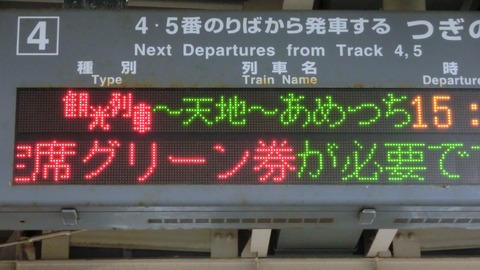 4
4・5番のりばから発車する つぎの
Next Departures from Track 4, 5
種別 列車名 時
Type Train Name Departure
観光列車 ～天地～あめつち 15:
席グリーン券が必要で